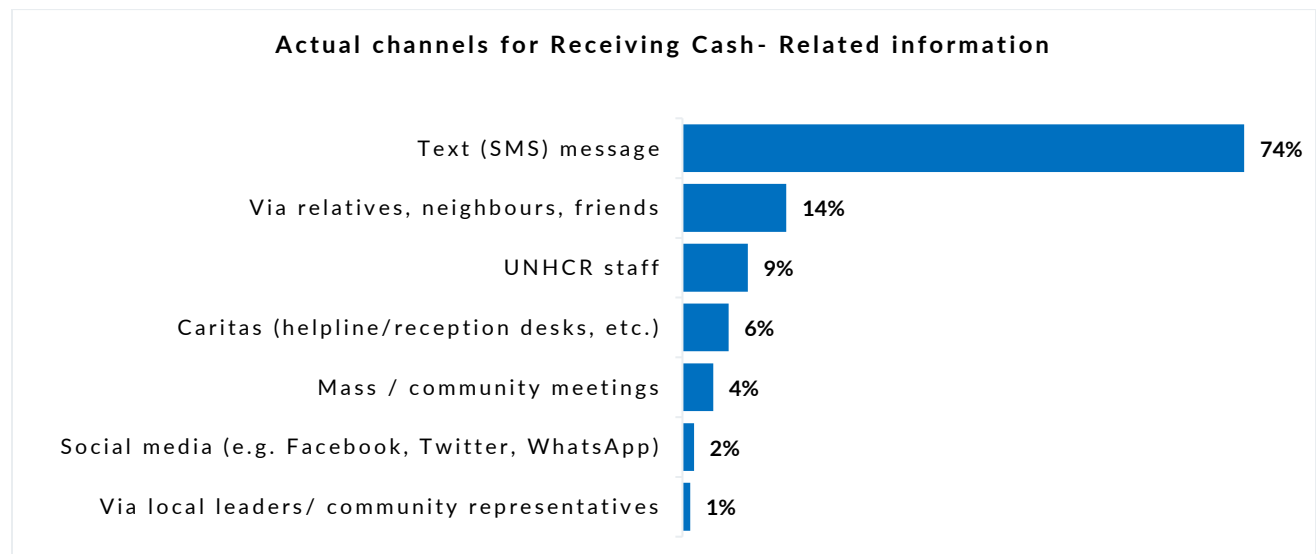 Actual channels for Receiving Cash- Related information
Text (SMS) message 74%
Via relatives, neighbours, friends 14%
UNHCR staff 9%
Caritas (helpline/reception desks, etc.) 6%
Mass / community meetings 4%
Social media (e.g. Facebook, Twitter, WhatsApp) 2%
Via local leaders/ community representatives 1%